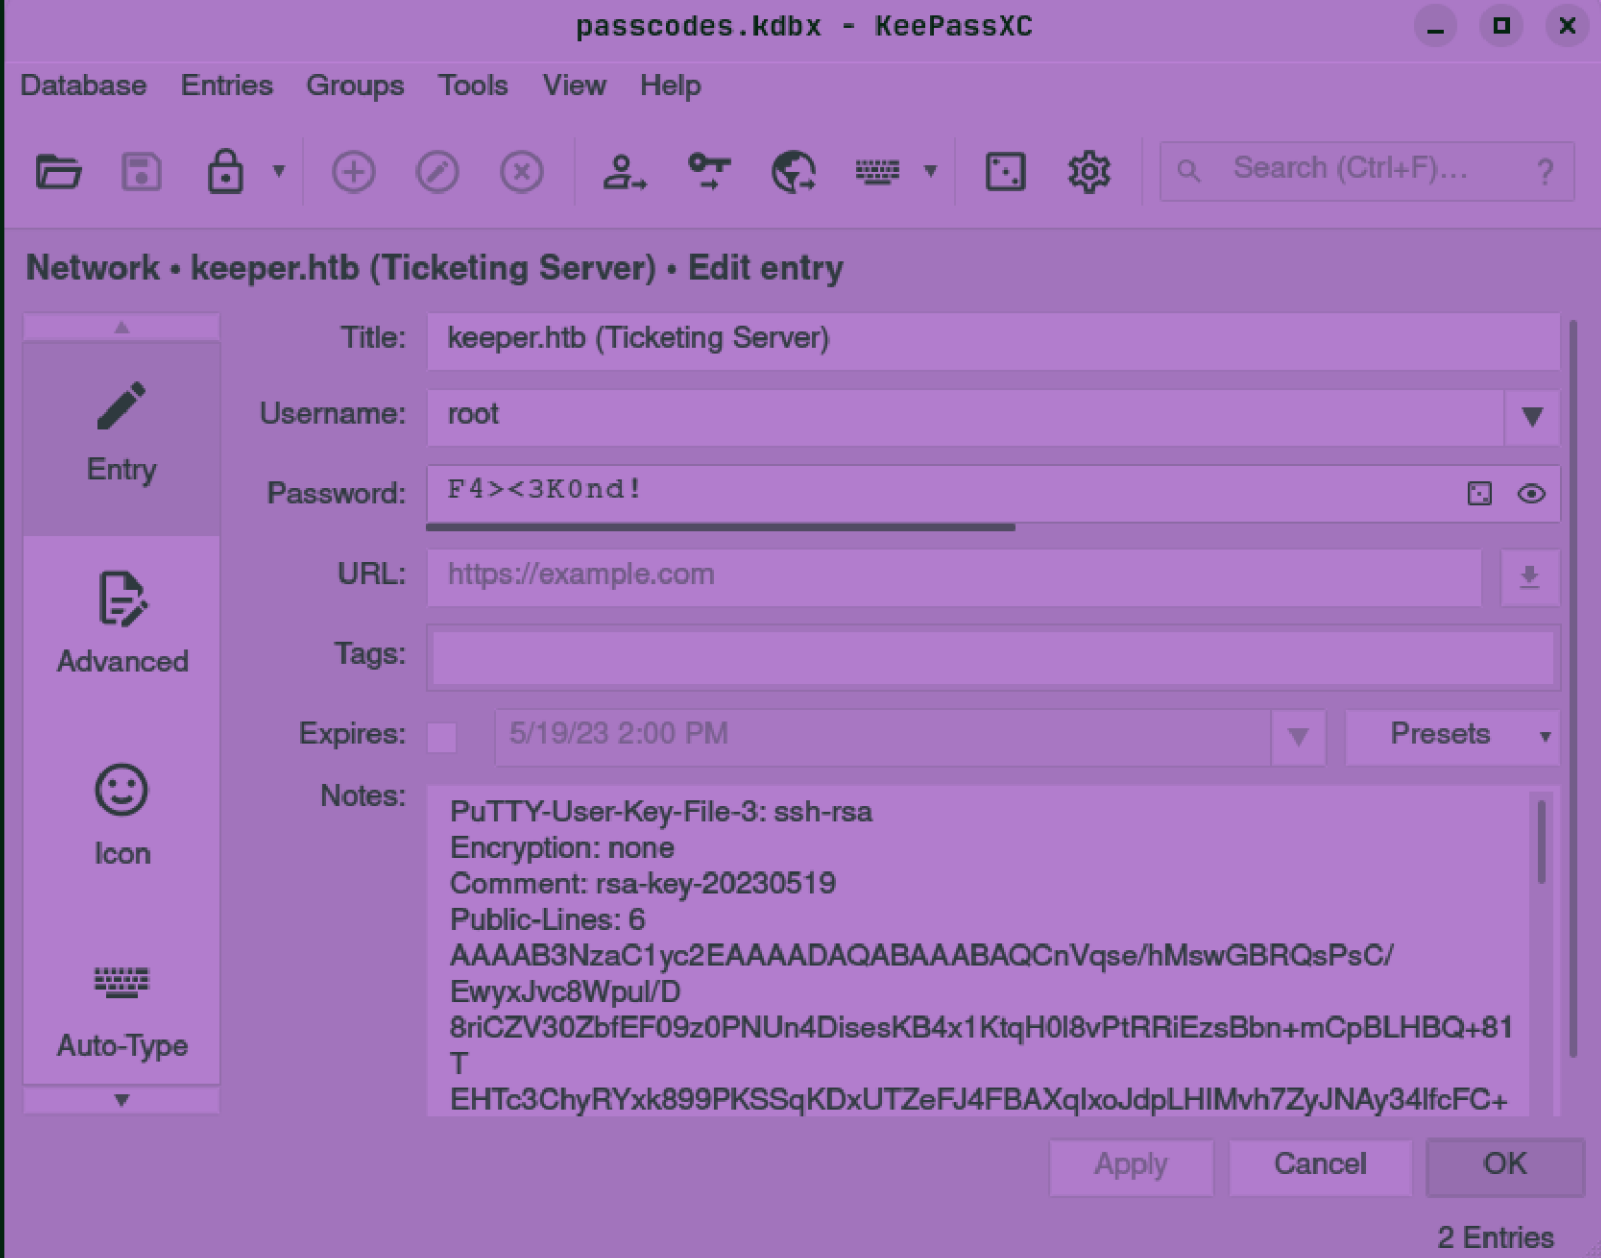 passcodes.kdbx - KeePassXC
Database Entries Groups Tools View Help
Search (Ctrl+F)... ?
Network • keeper.htb (Ticketing Server) • Edit entry
Title: keeper.htb (Ticketing Server)
Username: root
Password: F4><3K0nd!
URL: https://example.com
Tags:
Expires: 5/19/23 2:00 PM Presets
Notes:
PuTTY-User-Key-File-3: ssh-rsa
Encryption: none
Comment: rsa-key-20230519
Public-Lines: 6
AAAAB3NzaC1yc2EAAAADAQABAAABAQCnVqse/hMswGBRQsPsC/
EwyxJvc8Wpul/D
8riCZV30ZbfEF09z0PNUn4DisesKB4x1KtqH0l8vPtRRiEzsBbn+mCpBLHBQ+81
T
EHTc3ChyRYxk899PKSSqKDxUTZeFJ4FBAXqIxoJdpLHIMvh7ZyJNAy34lfcFC+
Entry
Advanced
Icon
Auto-Type
Apply Cancel OK
2 Entries